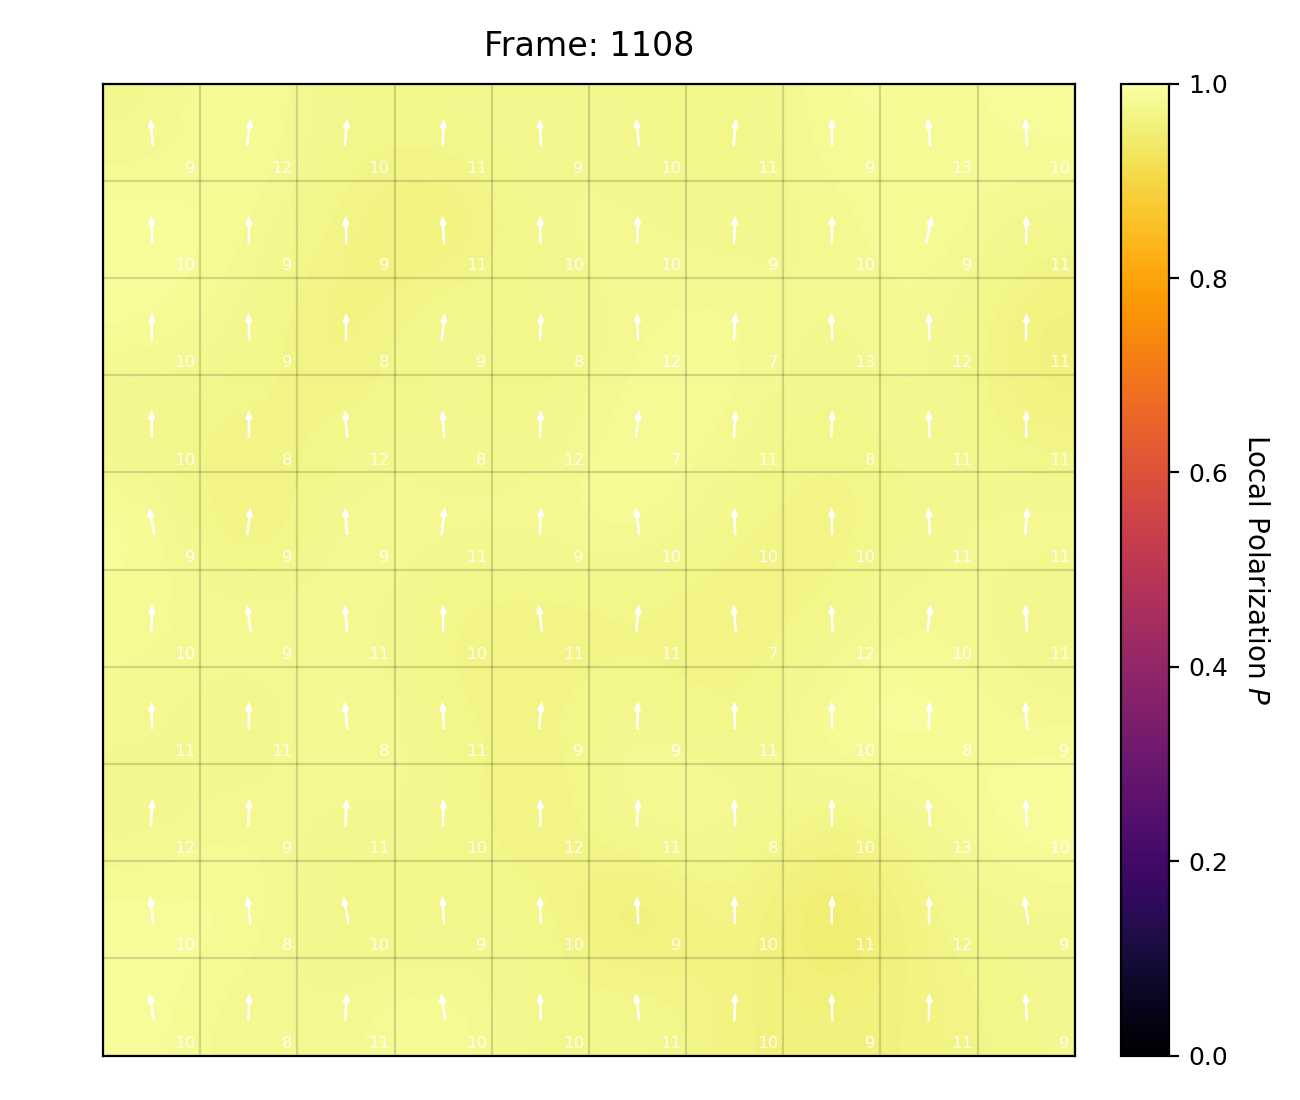 Frame: 1108
9 12 10 11 9 10 11 9 13 10
10 9 9 11 10 10 9 10 9 11
10 9 8 9 8 12 7 13 12 11
10 8 12 8 12 7 11 8 11 11
9 9 9 11 9 10 10 10 11 11
10 9 11 10 11 11 7 12 10 11
11 11 8 11 9 9 11 10 8 9
12 9 11 10 12 11 8 10 13 10
10 8 10 9 10 9 10 11 12 9
10 8 11 10 10 11 10 9 11 9
1.0
0.8
0.6
0.4
0.2
0.0
Local Polarization P